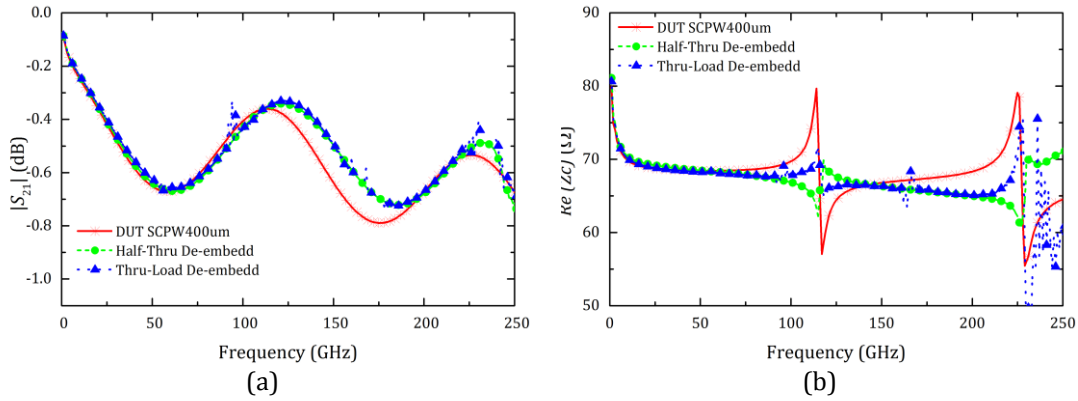 0.0
-0.2
-0.4
-0.6
-0.8
-1.0
|S21| (dB)
DUT SCPW400um
Half-Thru De-embedd
Thru-Load De-embedd
0 50 100 150 200 250
Frequency (GHz)
(a)
90
80
70
60
50
Re (Zc) (Ω)
DUT SCPW400um
Half-Thru De-embedd
Thru-Load De-embedd
0 50 100 150 200 250
Frequency (GHz)
(b)